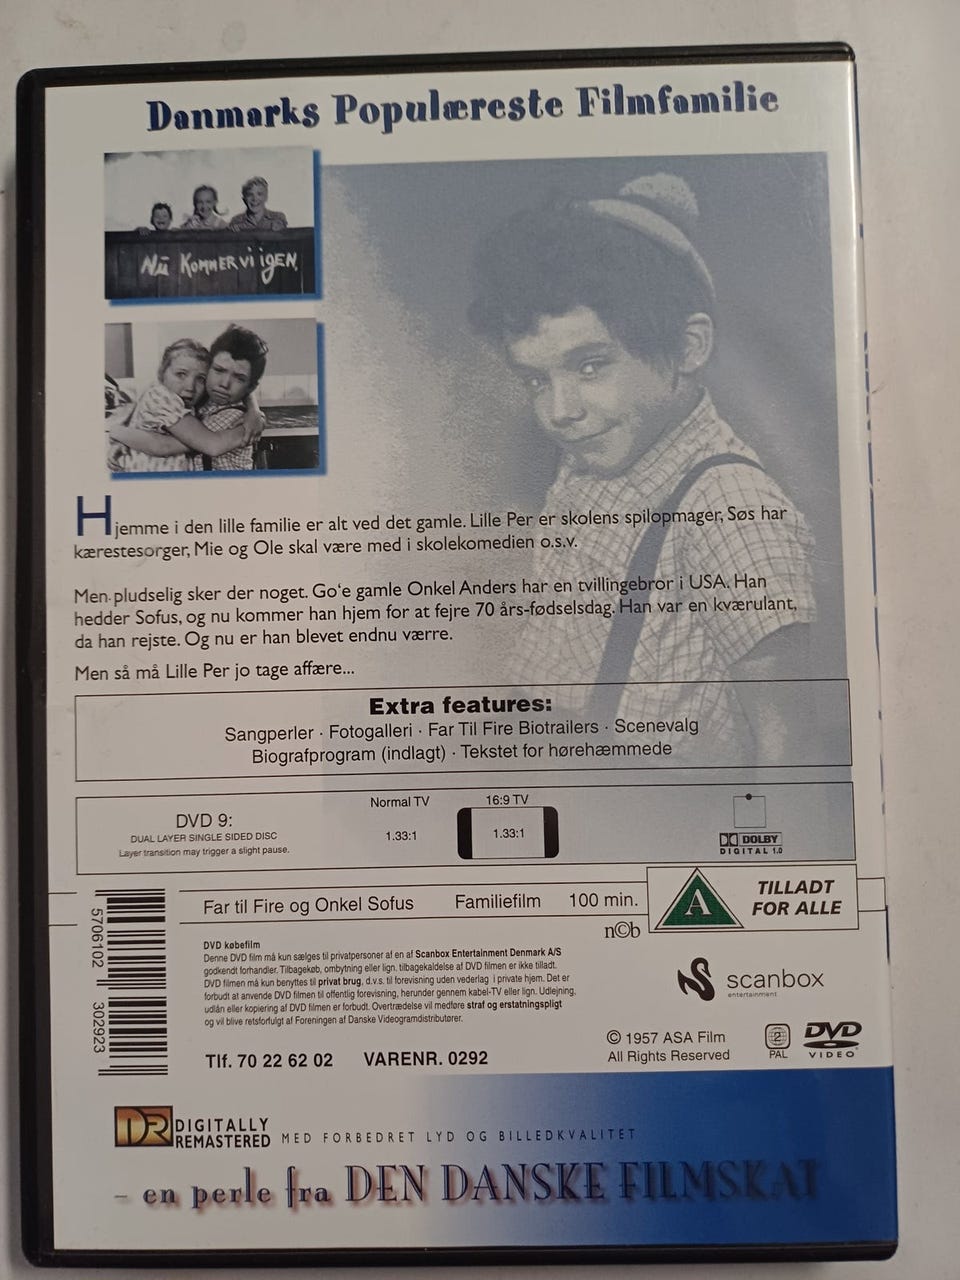 Danmarks Populæreste Filmfamilie
Nu KOMMER Vi iGEN.
Hjemme i den lille familie er alt ved det gamle. Lille Per er skolens spilopmager, Søs har
kærestesorger, Mie og Ole skal være med i skolekomedien o.s.v.
Men pludselig sker der noget. Go‘e gamle Onkel Anders har en tvillingebror i USA. Han
hedder Sofus, og nu kommer han hjem for at fejre 70 års-fødselsdag. Han var en kværulant,
da han rejste. Og nu er han blevet endnu værre.
Men så må Lille Per jo tage affære...
Extra features:
Sangperler · Fotogalleri · Far Til Fire Biotrailers · Scenevalg
Biografprogram (indlagt) · Tekstet for hørehæmmede
DVD 9:
DUAL LAYER SINGLE SIDED DISC
Layer transition may trigger a slight pause.
Normal TV
1.33:1
16:9 TV
1.33:1
DOLBY
DIGITAL 1.0
Far til Fire og Onkel Sofus Familiefilm 100 min.
A
TILLADT
FOR ALLE
n©b
5706102 302923
DVD købefilm
Denne DVD film må kun sælges til privatpersoner af en af Scanbox Entertainment Denmark A/S
godkendt forhandler. Tilbagekøb, ombytning eller lign. tilbagekaldelse af DVD filmen er ikke tilladt.
DVD filmen må kun benyttes til privat brug, d.v.s. til forevisning uden vederlag i private hjem. Det er
forbudt at anvende DVD filmen til offentlig forevisning, herunder gennem kabel-TV eller lign. Udlejning,
udlån eller kopiering af DVD filmen er forbudt. Overtrædelse vil medføre straf og erstatningspligt
og vil blive retsforfulgt af Foreningen af Danske Videogramdistributører.
scanbox
entertainment
Tlf. 70 22 62 02 VARENR. 0292
© 1957 ASA Film
All Rights Reserved
2
PAL
DVD
VIDEO
DR DIGITALLY
REMASTERED MED FORBEDRET LYD OG BILLEDKVALITET
– en perle fra DEN DANSKE FILMSKAT